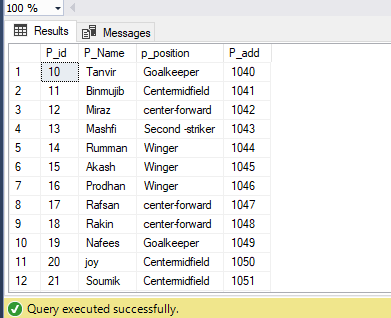 100 %
Results Messages
P_id P_Name p_position P_add
1 10 Tanvir Goalkeeper 1040
2 11 Binmujib Centermidfield 1041
3 12 Miraz center-forward 1042
4 13 Mashfi Second -striker 1043
5 14 Rumman Winger 1044
6 15 Akash Winger 1045
7 16 Prodhan Winger 1046
8 17 Rafsan center-forward 1047
9 18 Rakin center-forward 1048
10 19 Nafees Goalkeeper 1049
11 20 joy Centermidfield 1050
12 21 Soumik Centermidfield 1051
Query executed successfully.